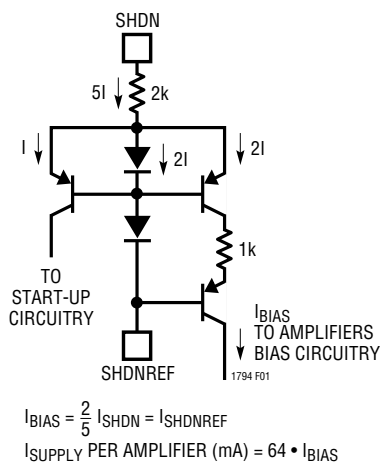 SHDN
5I
2k
I
2I
2I
1k
TO
START-UP
CIRCUITRY
I_BIAS
TO AMPLIFIERS
BIAS CIRCUITRY
SHDNREF
1794 F01
I_BIAS = 2/5 I_SHDN = I_SHDNREF
I_SUPPLY PER AMPLIFIER (mA) = 64 • I_BIAS